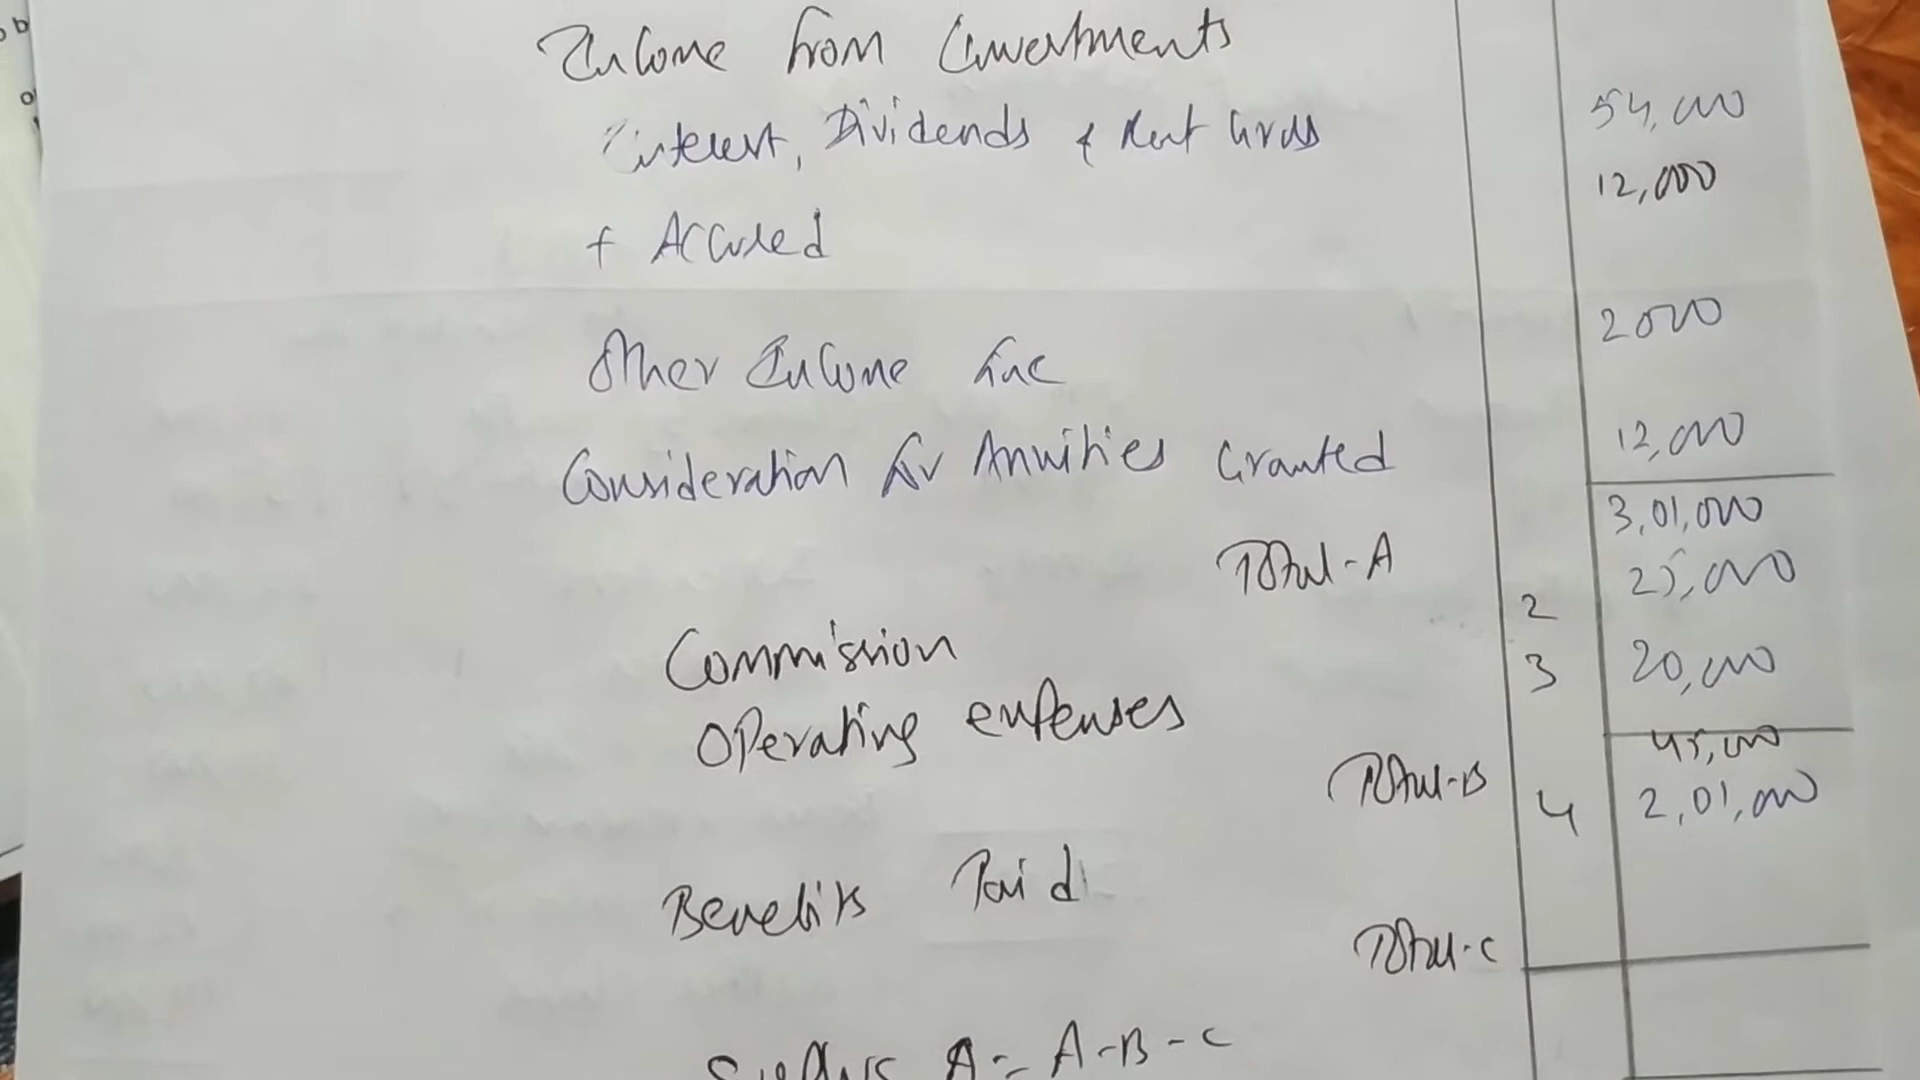 Income from Investments
Interest, Dividends & Rent Gross 54,000
+ Accured 12,000
Other Income fine 2000
Consideration for Annuities Granted 12,000
Total-A 3,01,000
Commission 2 25,000
Operating expenses 3 20,000
Total-B 45,000
Benefits Paid 4 2,01,000
Total-C
A = A-B-C